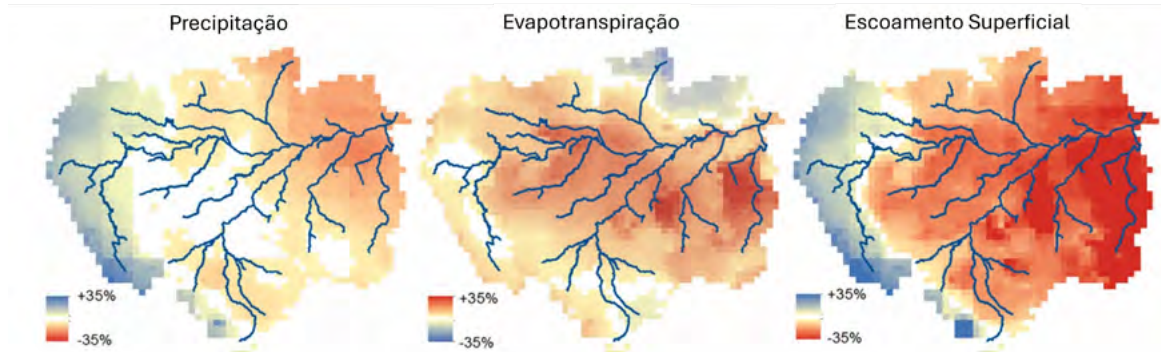 Precipitação
Evapotranspiração
Escoamento Superficial
+35%
-35%
+35%
-35%
+35%
-35%